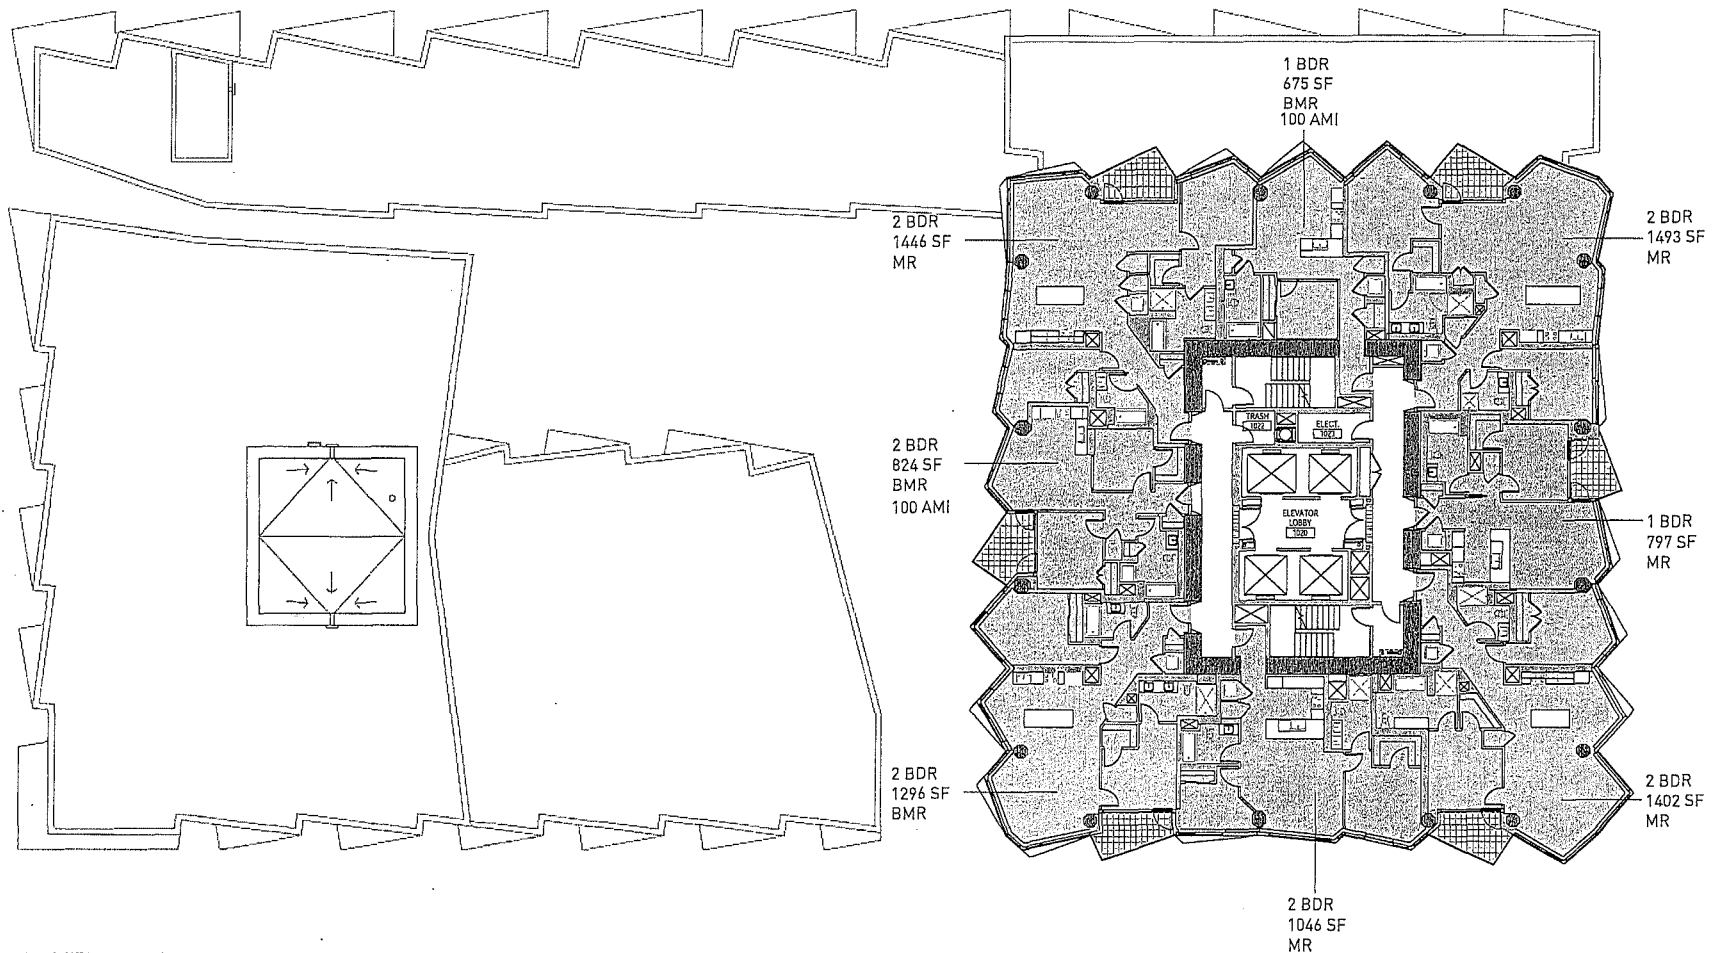 1 BDR
675 SF
BMR
100 AMI
2 BDR
1446 SF
MR
2 BDR
1493 SF
MR
TRASH
1022
ELECT.
1021
2 BDR
824 SF
BMR
100 AMI
ELEVATOR
LOBBY
1020
1 BDR
797 SF
MR
2 BDR
1296 SF
BMR
2 BDR
1402 SF
MR
2 BDR
1046 SF
MR